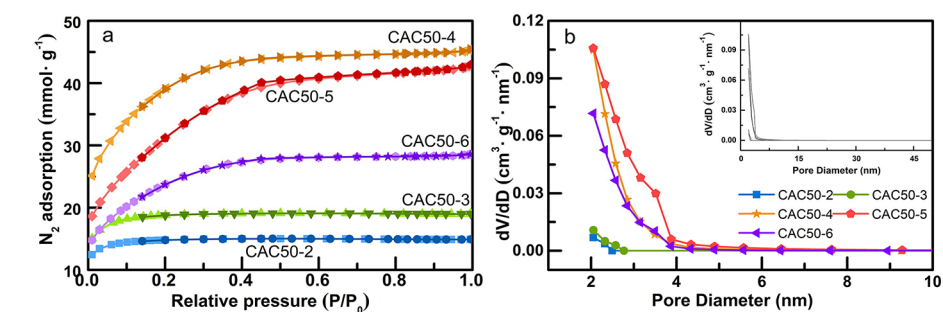 a
N₂ adsorption (mmol· g⁻¹)
50
40
30
20
10
CAC50-4
CAC50-5
CAC50-6
CAC50-3
CAC50-2
0.0 0.2 0.4 0.6 0.8 1.0
Relative pressure (P/P₀)
b
dV/dD (cm³· g⁻¹· nm⁻¹)
0.12
0.09
0.06
0.03
0.00
dV/dD (cm³· g⁻¹· nm⁻¹)
0.09
0.06
0.03
0.00
0 15 30 45
Pore Diameter (nm)
CAC50-2 CAC50-3
CAC50-4 CAC50-5
CAC50-6
2 4 6 8 10
Pore Diameter (nm)